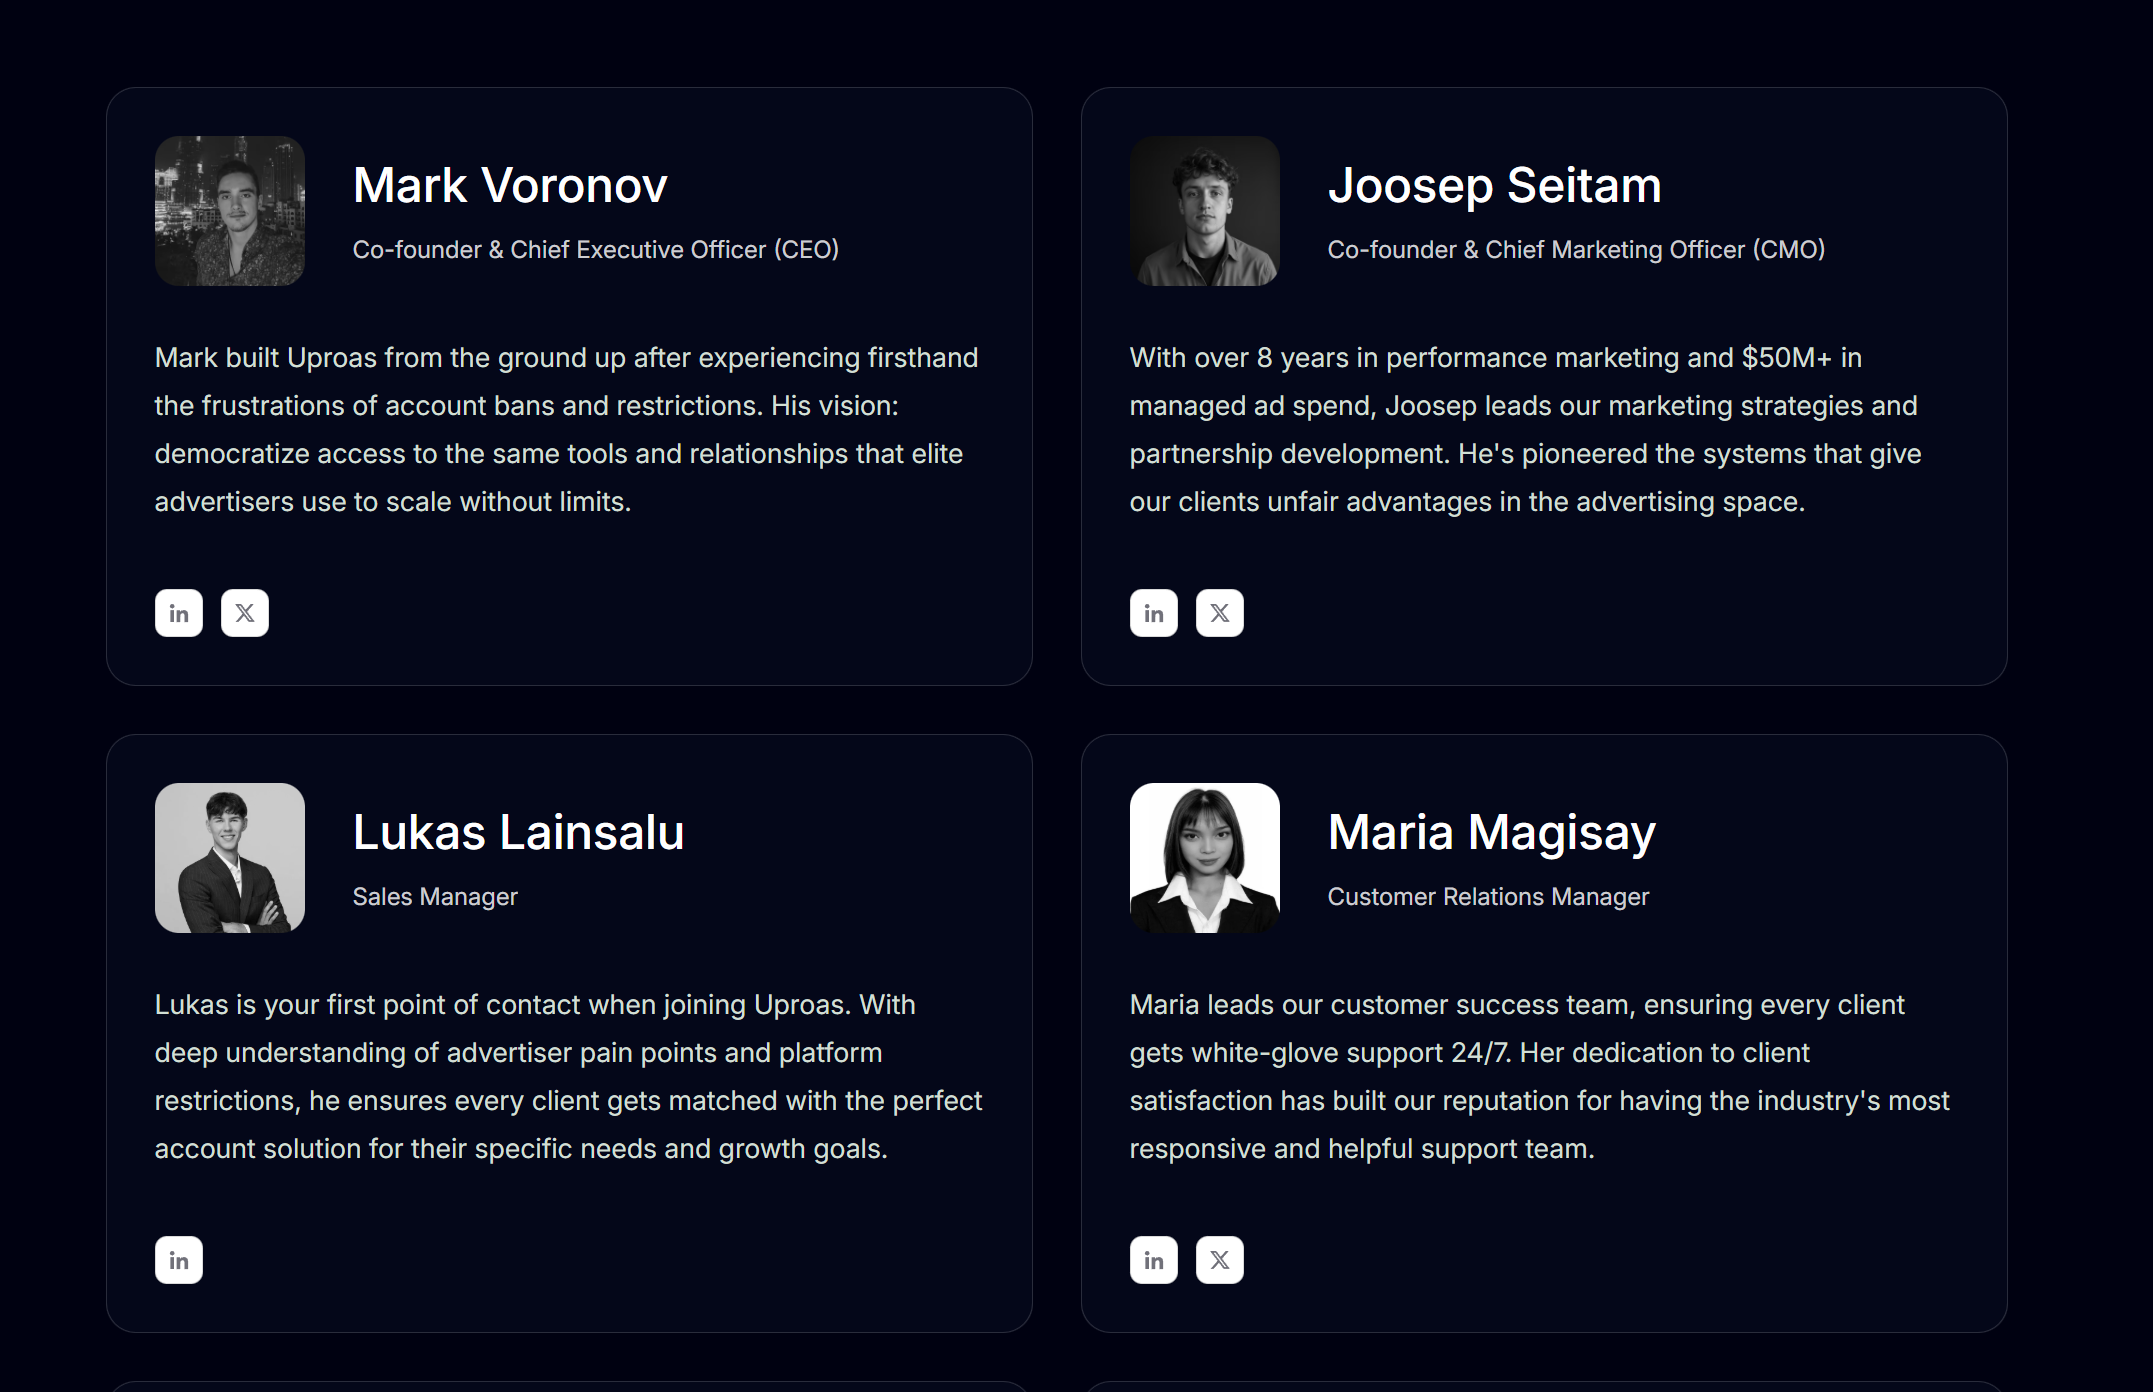 Mark Voronov
Co-founder & Chief Executive Officer (CEO)
Mark built Uproas from the ground up after experiencing firsthand
the frustrations of account bans and restrictions. His vision:
democratize access to the same tools and relationships that elite
advertisers use to scale without limits.
in X
Joosep Seitam
Co-founder & Chief Marketing Officer (CMO)
With over 8 years in performance marketing and $50M+ in
managed ad spend, Joosep leads our marketing strategies and
partnership development. He's pioneered the systems that give
our clients unfair advantages in the advertising space.
in X
Lukas Lainsalu
Sales Manager
Lukas is your first point of contact when joining Uproas. With
deep understanding of advertiser pain points and platform
restrictions, he ensures every client gets matched with the perfect
account solution for their specific needs and growth goals.
in
Maria Magisay
Customer Relations Manager
Maria leads our customer success team, ensuring every client
gets white-glove support 24/7. Her dedication to client
satisfaction has built our reputation for having the industry's most
responsive and helpful support team.
in X